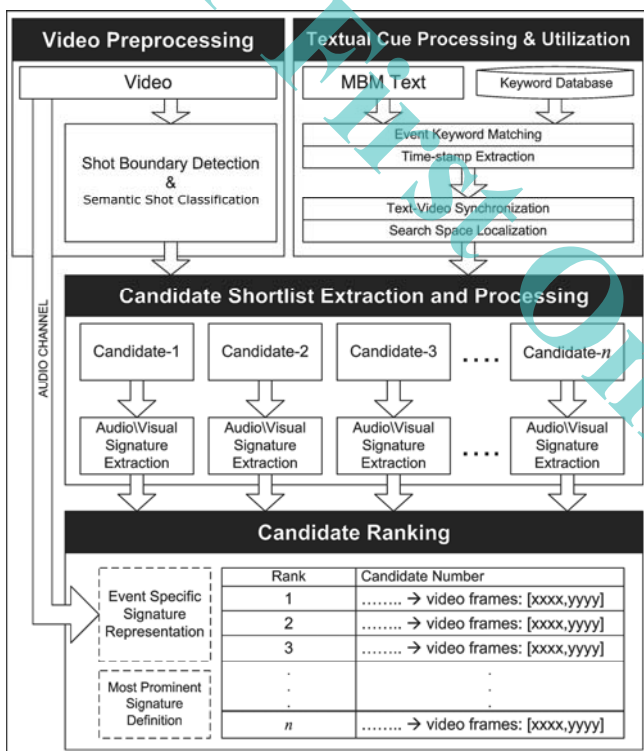 Video Preprocessing
Video
Shot Boundary Detection
&
Semantic Shot Classification
Textual Cue Processing & Utilization
MBM Text
Keyword Database
Event Keyword Matching
Time-stamp Extraction
Text-Video Synchronization
Search Space Localization
AUDIO CHANNEL
Candidate Shortlist Extraction and Processing
Candidate-1
Candidate-2
Candidate-3
....
Candidate-n
Audio\Visual
Signature
Extraction
Audio\Visual
Signature
Extraction
Audio\Visual
Signature
Extraction
....
Audio\Visual
Signature
Extraction
Candidate Ranking
Event Specific
Signature
Representation
Most Prominent
Signature
Definition
Rank Candidate Number
1 ........ → video frames: [xxxx,yyyy]
2 ........ → video frames: [xxxx,yyyy]
3 ........ → video frames: [xxxx,yyyy]
. .
. .
n ........ → video frames: [xxxx,yyyy]
First